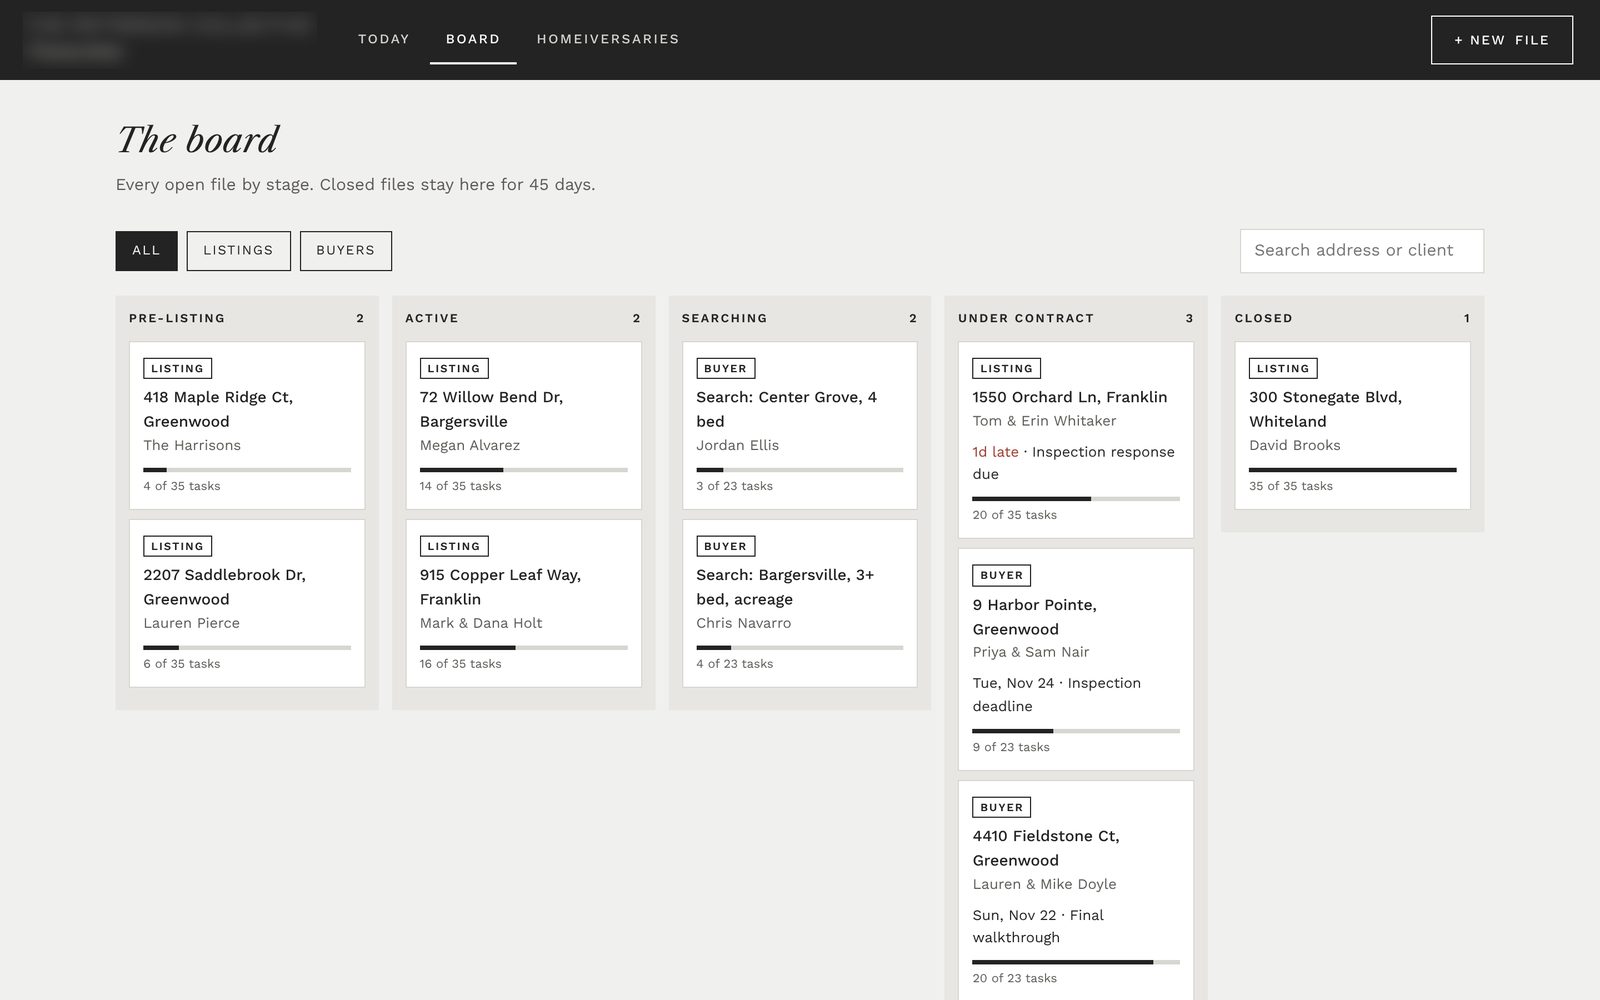 TODAY
BOARD
HOMEIVERSARIES
+ NEW FILE
The board
Every open file by stage. Closed files stay here for 45 days.
ALL
LISTINGS
BUYERS
Search address or client
PRE-LISTING 2
LISTING
418 Maple Ridge Ct,
Greenwood
The Harrisons
4 of 35 tasks
LISTING
2207 Saddlebrook Dr,
Greenwood
Lauren Pierce
6 of 35 tasks
ACTIVE 2
LISTING
72 Willow Bend Dr,
Bargersville
Megan Alvarez
14 of 35 tasks
LISTING
915 Copper Leaf Way,
Franklin
Mark & Dana Holt
16 of 35 tasks
SEARCHING 2
BUYER
Search: Center Grove, 4
bed
Jordan Ellis
3 of 23 tasks
BUYER
Search: Bargersville, 3+
bed, acreage
Chris Navarro
4 of 23 tasks
UNDER CONTRACT 3
LISTING
1550 Orchard Ln, Franklin
Tom & Erin Whitaker
1d late · Inspection response
due
20 of 35 tasks
BUYER
9 Harbor Pointe,
Greenwood
Priya & Sam Nair
Tue, Nov 24 · Inspection
deadline
9 of 23 tasks
BUYER
4410 Fieldstone Ct,
Greenwood
Lauren & Mike Doyle
Sun, Nov 22 · Final
walkthrough
20 of 23 tasks
CLOSED 1
LISTING
300 Stonegate Blvd,
Whiteland
David Brooks
35 of 35 tasks